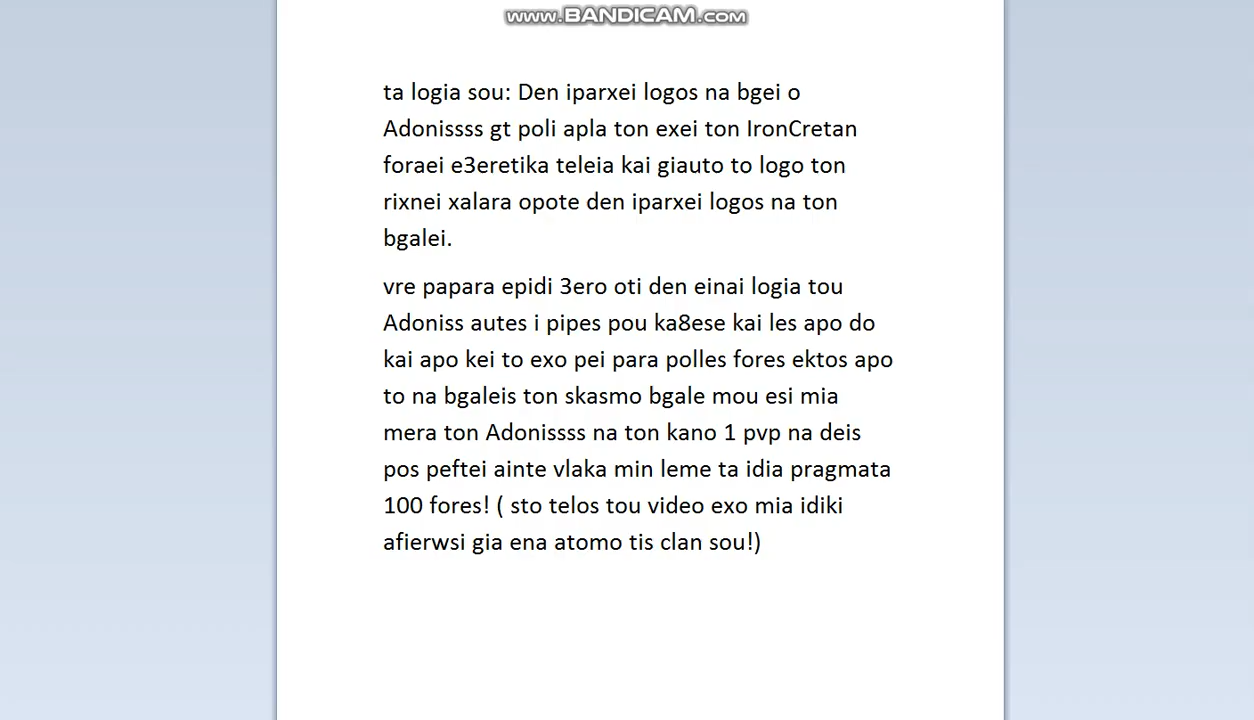 www.BANDICAM.com
ta logia sou: Den iparxei logos na bgei o
Adonissss gt poli apla ton exei ton IronCretan
foraei e3eretika teleia kai giauto to logo ton
rixnei xalara opote den iparxei logos na ton
bgalei.
vre papara epidi 3ero oti den einai logia tou
Adoniss autes i pipes pou ka8ese kai les apo do
kai apo kei to exo pei para polles fores ektos apo
to na bgaleis ton skasmo bgale mou esi mia
mera ton Adonissss na ton kano 1 pvp na deis
pos peftei ainte vlaka min leme ta idia pragmata
100 fores! ( sto telos tou video exo mia idiki
afierwsi gia ena atomo tis clan sou!)